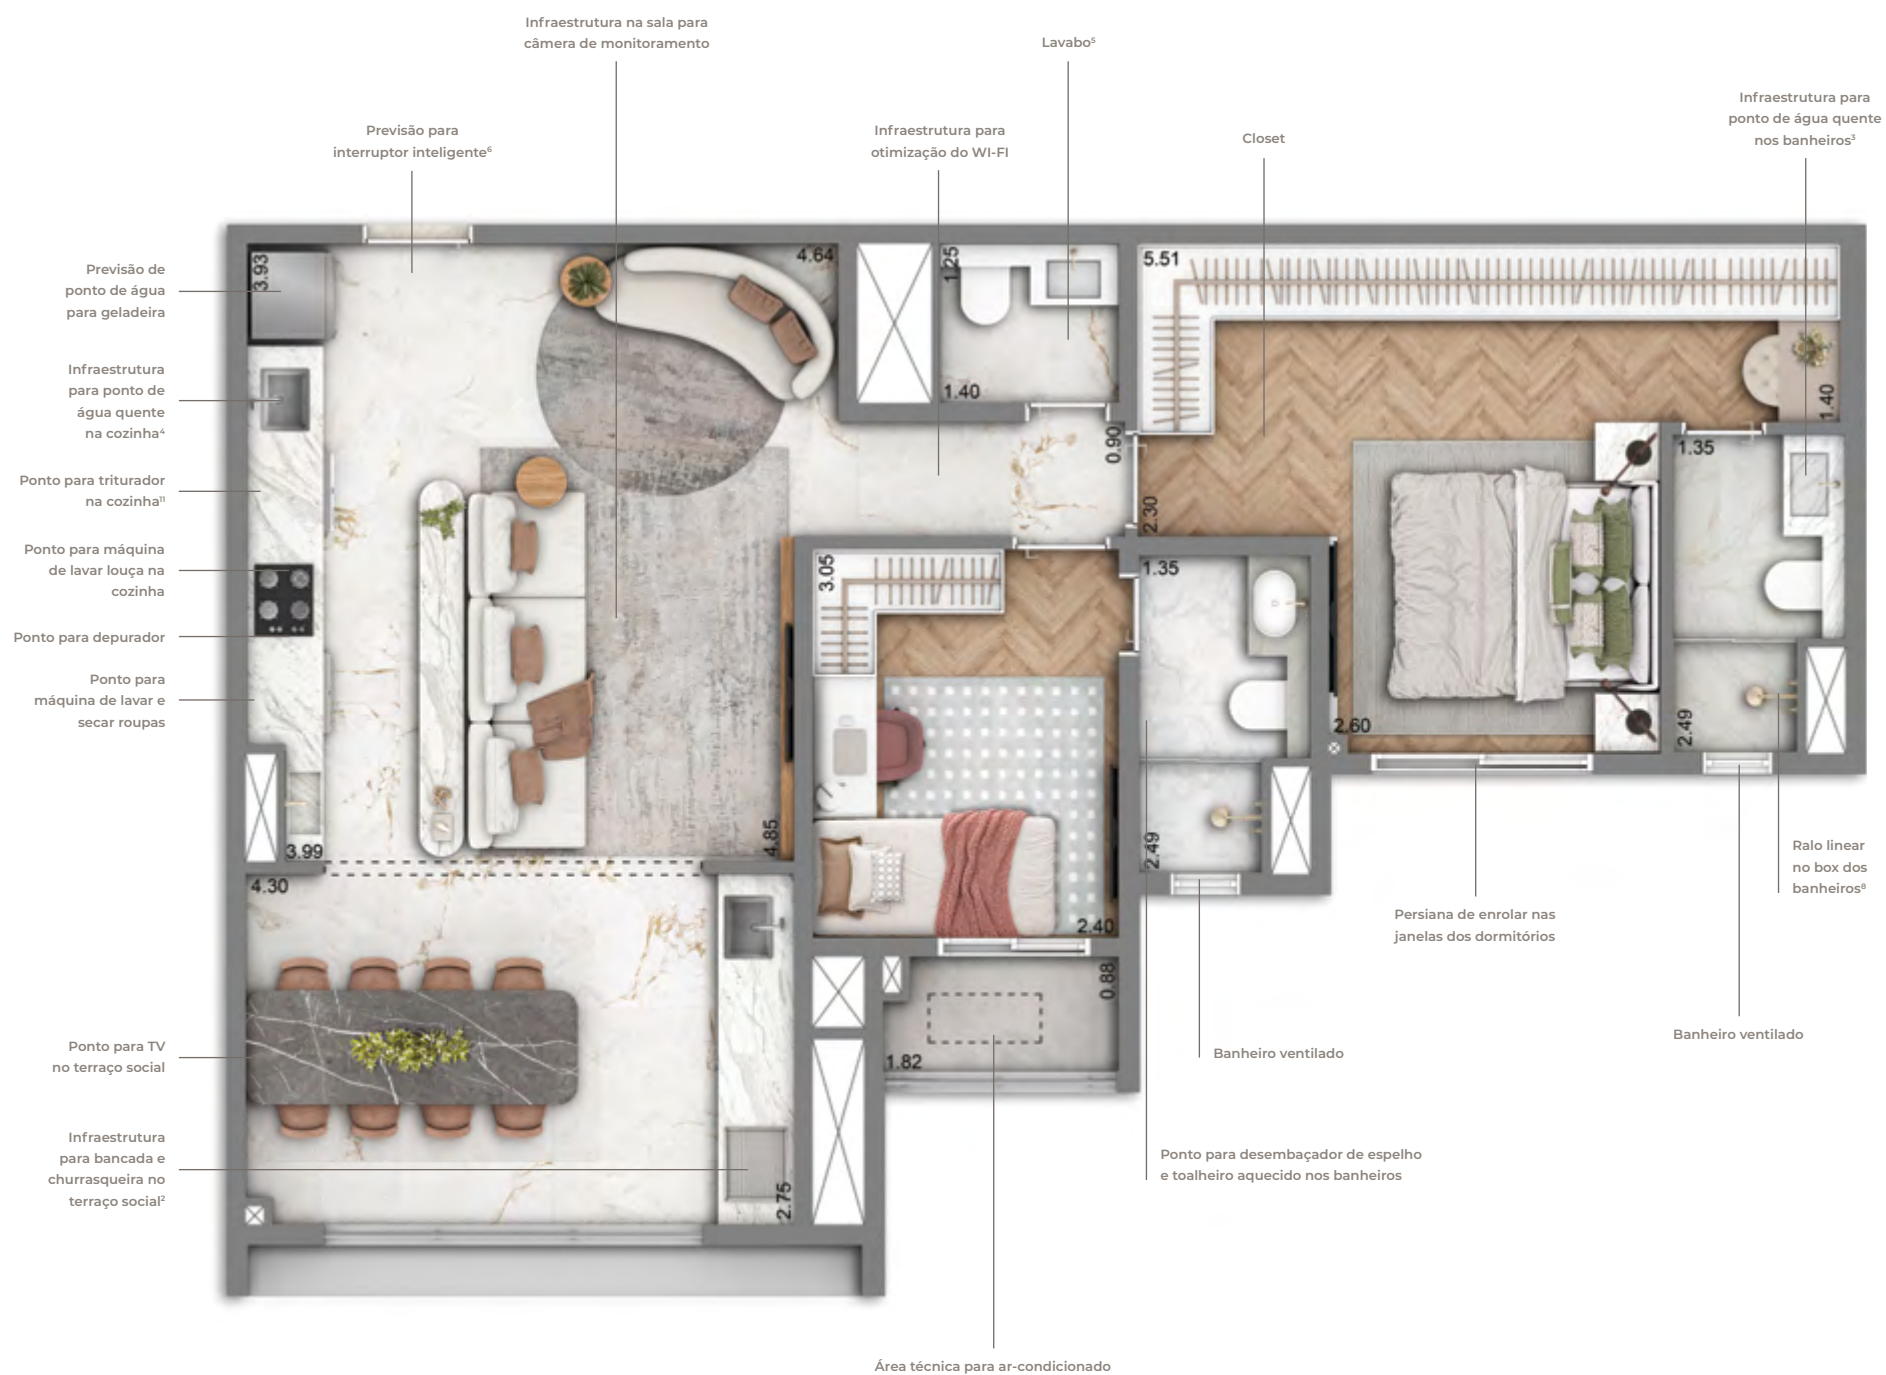 Infraestrutura na sala para
câmera de monitoramento
Lavabo⁵
Infraestrutura para
ponto de água quente
nos banheiros³
Previsão para
interruptor inteligente⁶
Infraestrutura para
otimização do WI-FI
Closet
Previsão de
ponto de água
para geladeira
Infraestrutura
para ponto de
água quente
na cozinha⁴
Ponto para triturador
na cozinha¹¹
Ponto para máquina
de lavar louça na
cozinha
Ponto para depurador
Ponto para
máquina de lavar e
secar roupas
Ponto para TV
no terraço social
Infraestrutura
para bancada e
churrasqueira no
terraço social²
3.93
4.64
1.25
1.40
5.51
1.40
0.90
2.30
1.35
3.05
1.35
2.60
2.49
4.85
3.99
2.49
4.30
2.40
0.88
1.82
2.75
Ralo linear
no box dos
banheiros⁸
Persiana de enrolar nas
janelas dos dormitórios
Banheiro ventilado
Banheiro ventilado
Ponto para desembaçador de espelho
e toalheiro aquecido nos banheiros
Área técnica para ar-condicionado